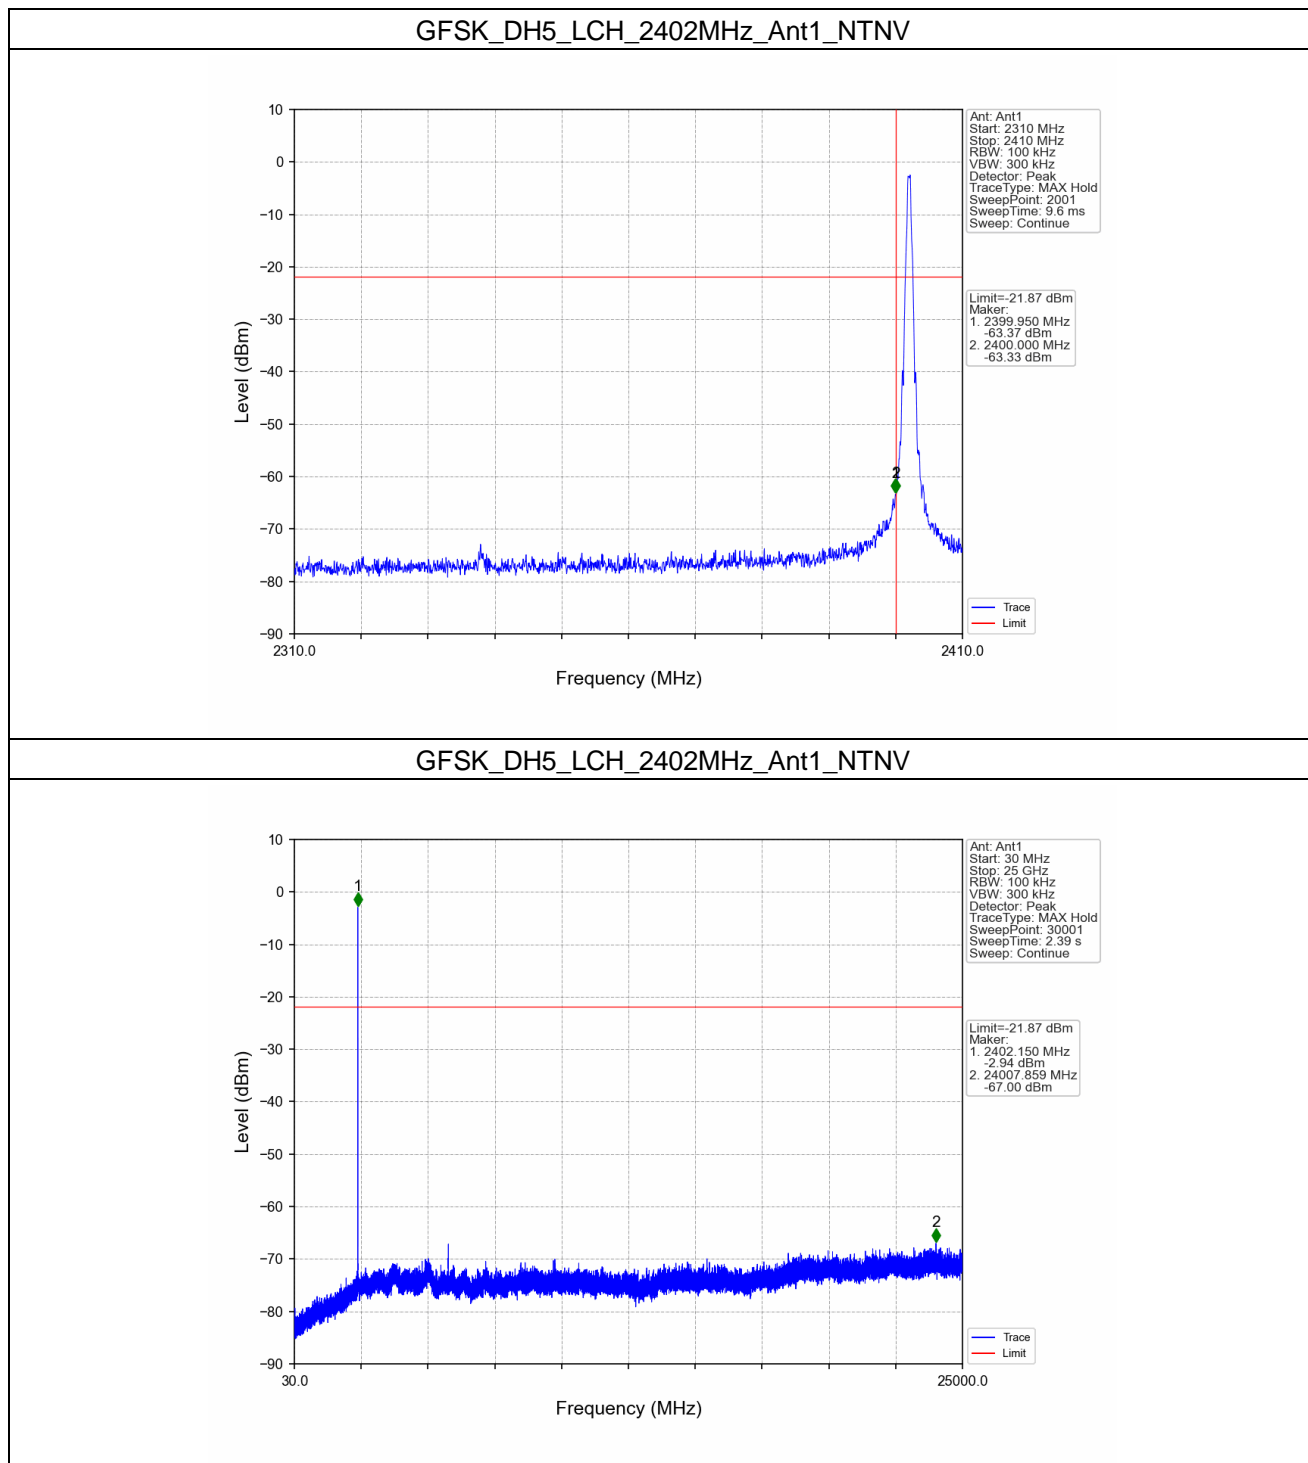 GFSK_DH5_LCH_2402MHz_Ant1_NTNV
10
0
−10
−20
−30
−40
−50
−60
−70
−80
−90
Level (dBm)
2310.0
2410.0
Frequency (MHz)
1
2
Ant: Ant1
Start: 2310 MHz
Stop: 2410 MHz
RBW: 100 kHz
VBW: 300 kHz
Detector: Peak
TraceType: MAX Hold
SweepPoint: 2001
SweepTime: 9.6 ms
Sweep: Continue
Limit=-21.87 dBm
Maker:
1. 2399.950 MHz
-63.37 dBm
2. 2400.000 MHz
-63.33 dBm
Trace
Limit
GFSK_DH5_LCH_2402MHz_Ant1_NTNV
10
0
−10
−20
−30
−40
−50
−60
−70
−80
−90
Level (dBm)
30.0
25000.0
Frequency (MHz)
1
2
Ant: Ant1
Start: 30 MHz
Stop: 25 GHz
RBW: 100 kHz
VBW: 300 kHz
Detector: Peak
TraceType: MAX Hold
SweepPoint: 30001
SweepTime: 2.39 s
Sweep: Continue
Limit=-21.87 dBm
Maker:
1. 2402.150 MHz
-2.94 dBm
2. 24007.859 MHz
-67.00 dBm
Trace
Limit